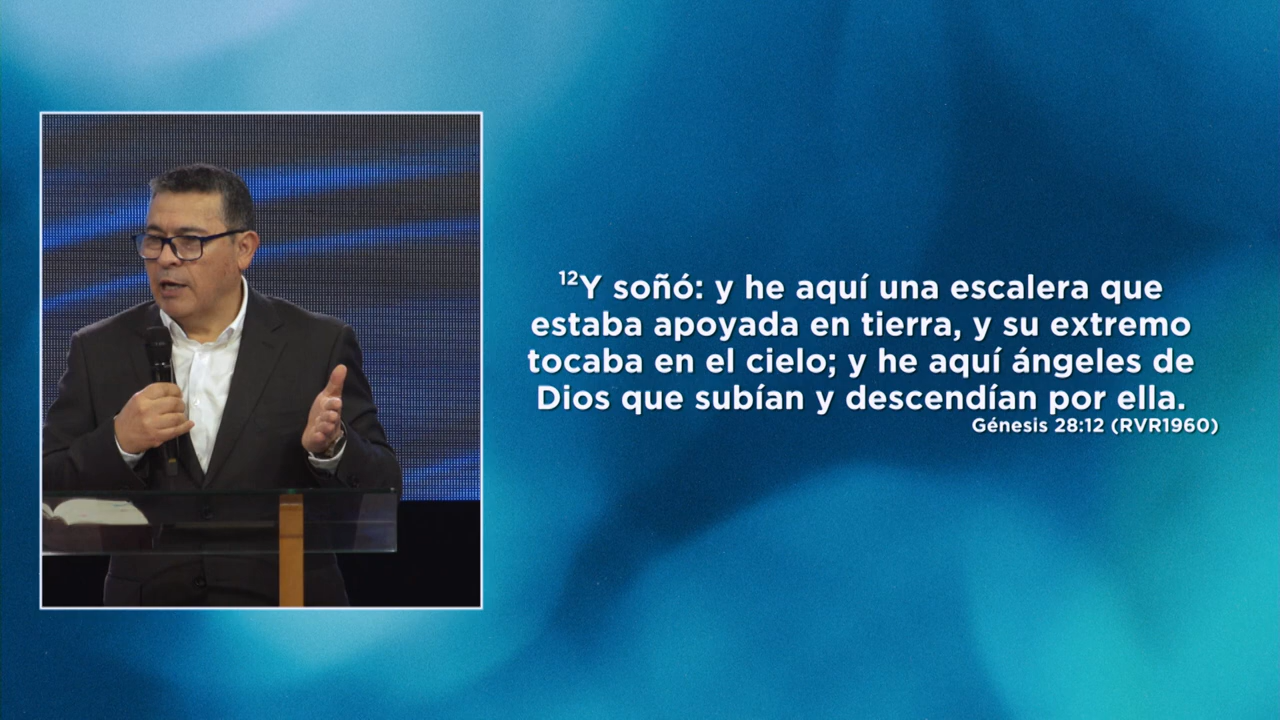 ¹²Y soñó: y he aquí una escalera que
estaba apoyada en tierra, y su extremo
tocaba en el cielo; y he aquí ángeles de
Dios que subían y descendían por ella.
Génesis 28:12 (RVR1960)